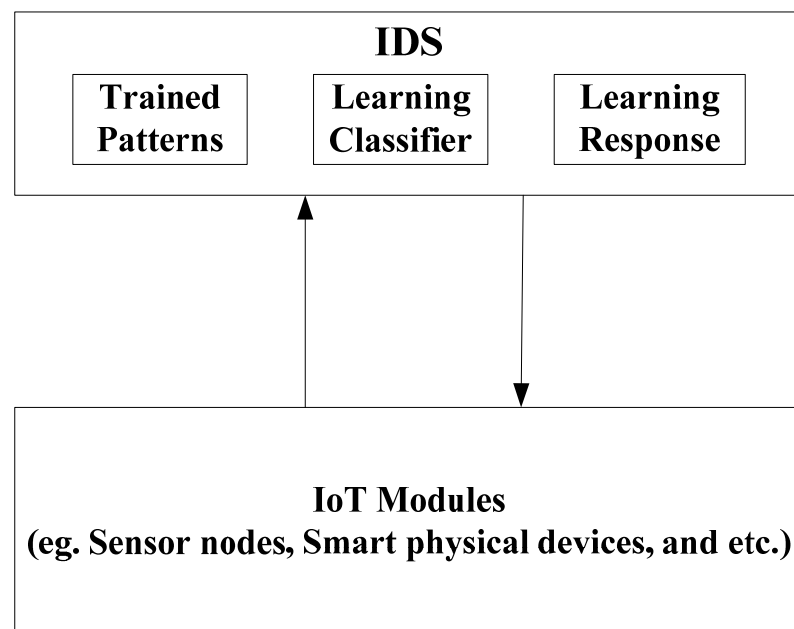 IDS
Trained
Patterns
Learning
Classifier
Learning
Response
IoT Modules
(eg. Sensor nodes, Smart physical devices, and etc.)